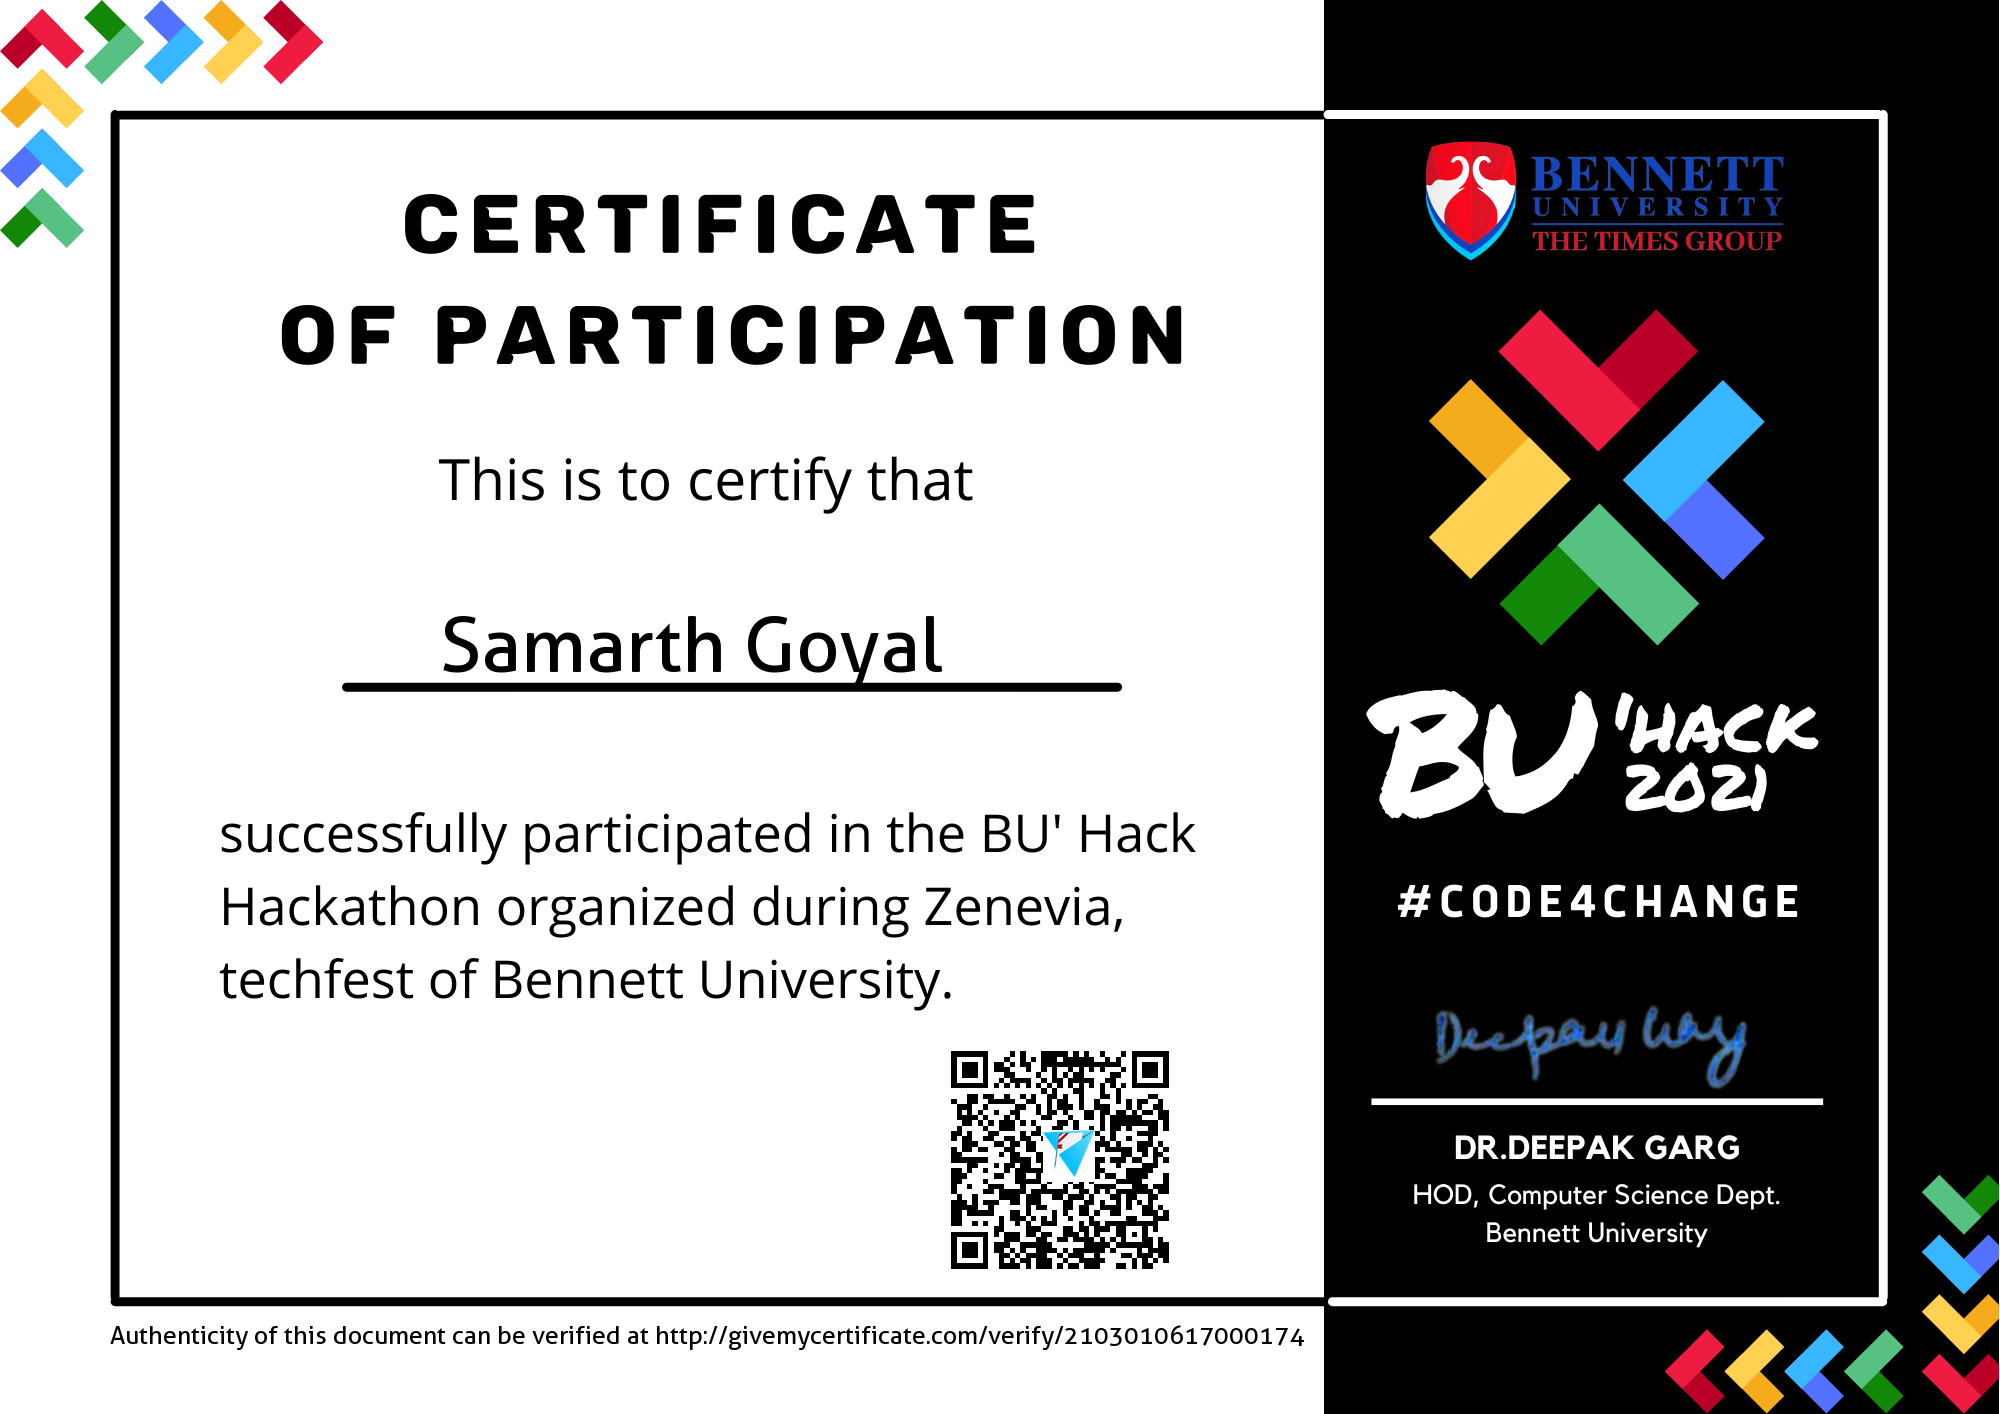 CERTIFICATE
OF PARTICIPATION
This is to certify that
Samarth Goyal
successfully participated in the BU' Hack
Hackathon organized during Zenevia,
techfest of Bennett University.
Authenticity of this document can be verified at http://givemycertificate.com/verify/2103010617000174
BENNETT
UNIVERSITY
THE TIMES GROUP
BU 'HACK
2021
#CODE4CHANGE
Deepak Garg
DR.DEEPAK GARG
HOD, Computer Science Dept.
Bennett University